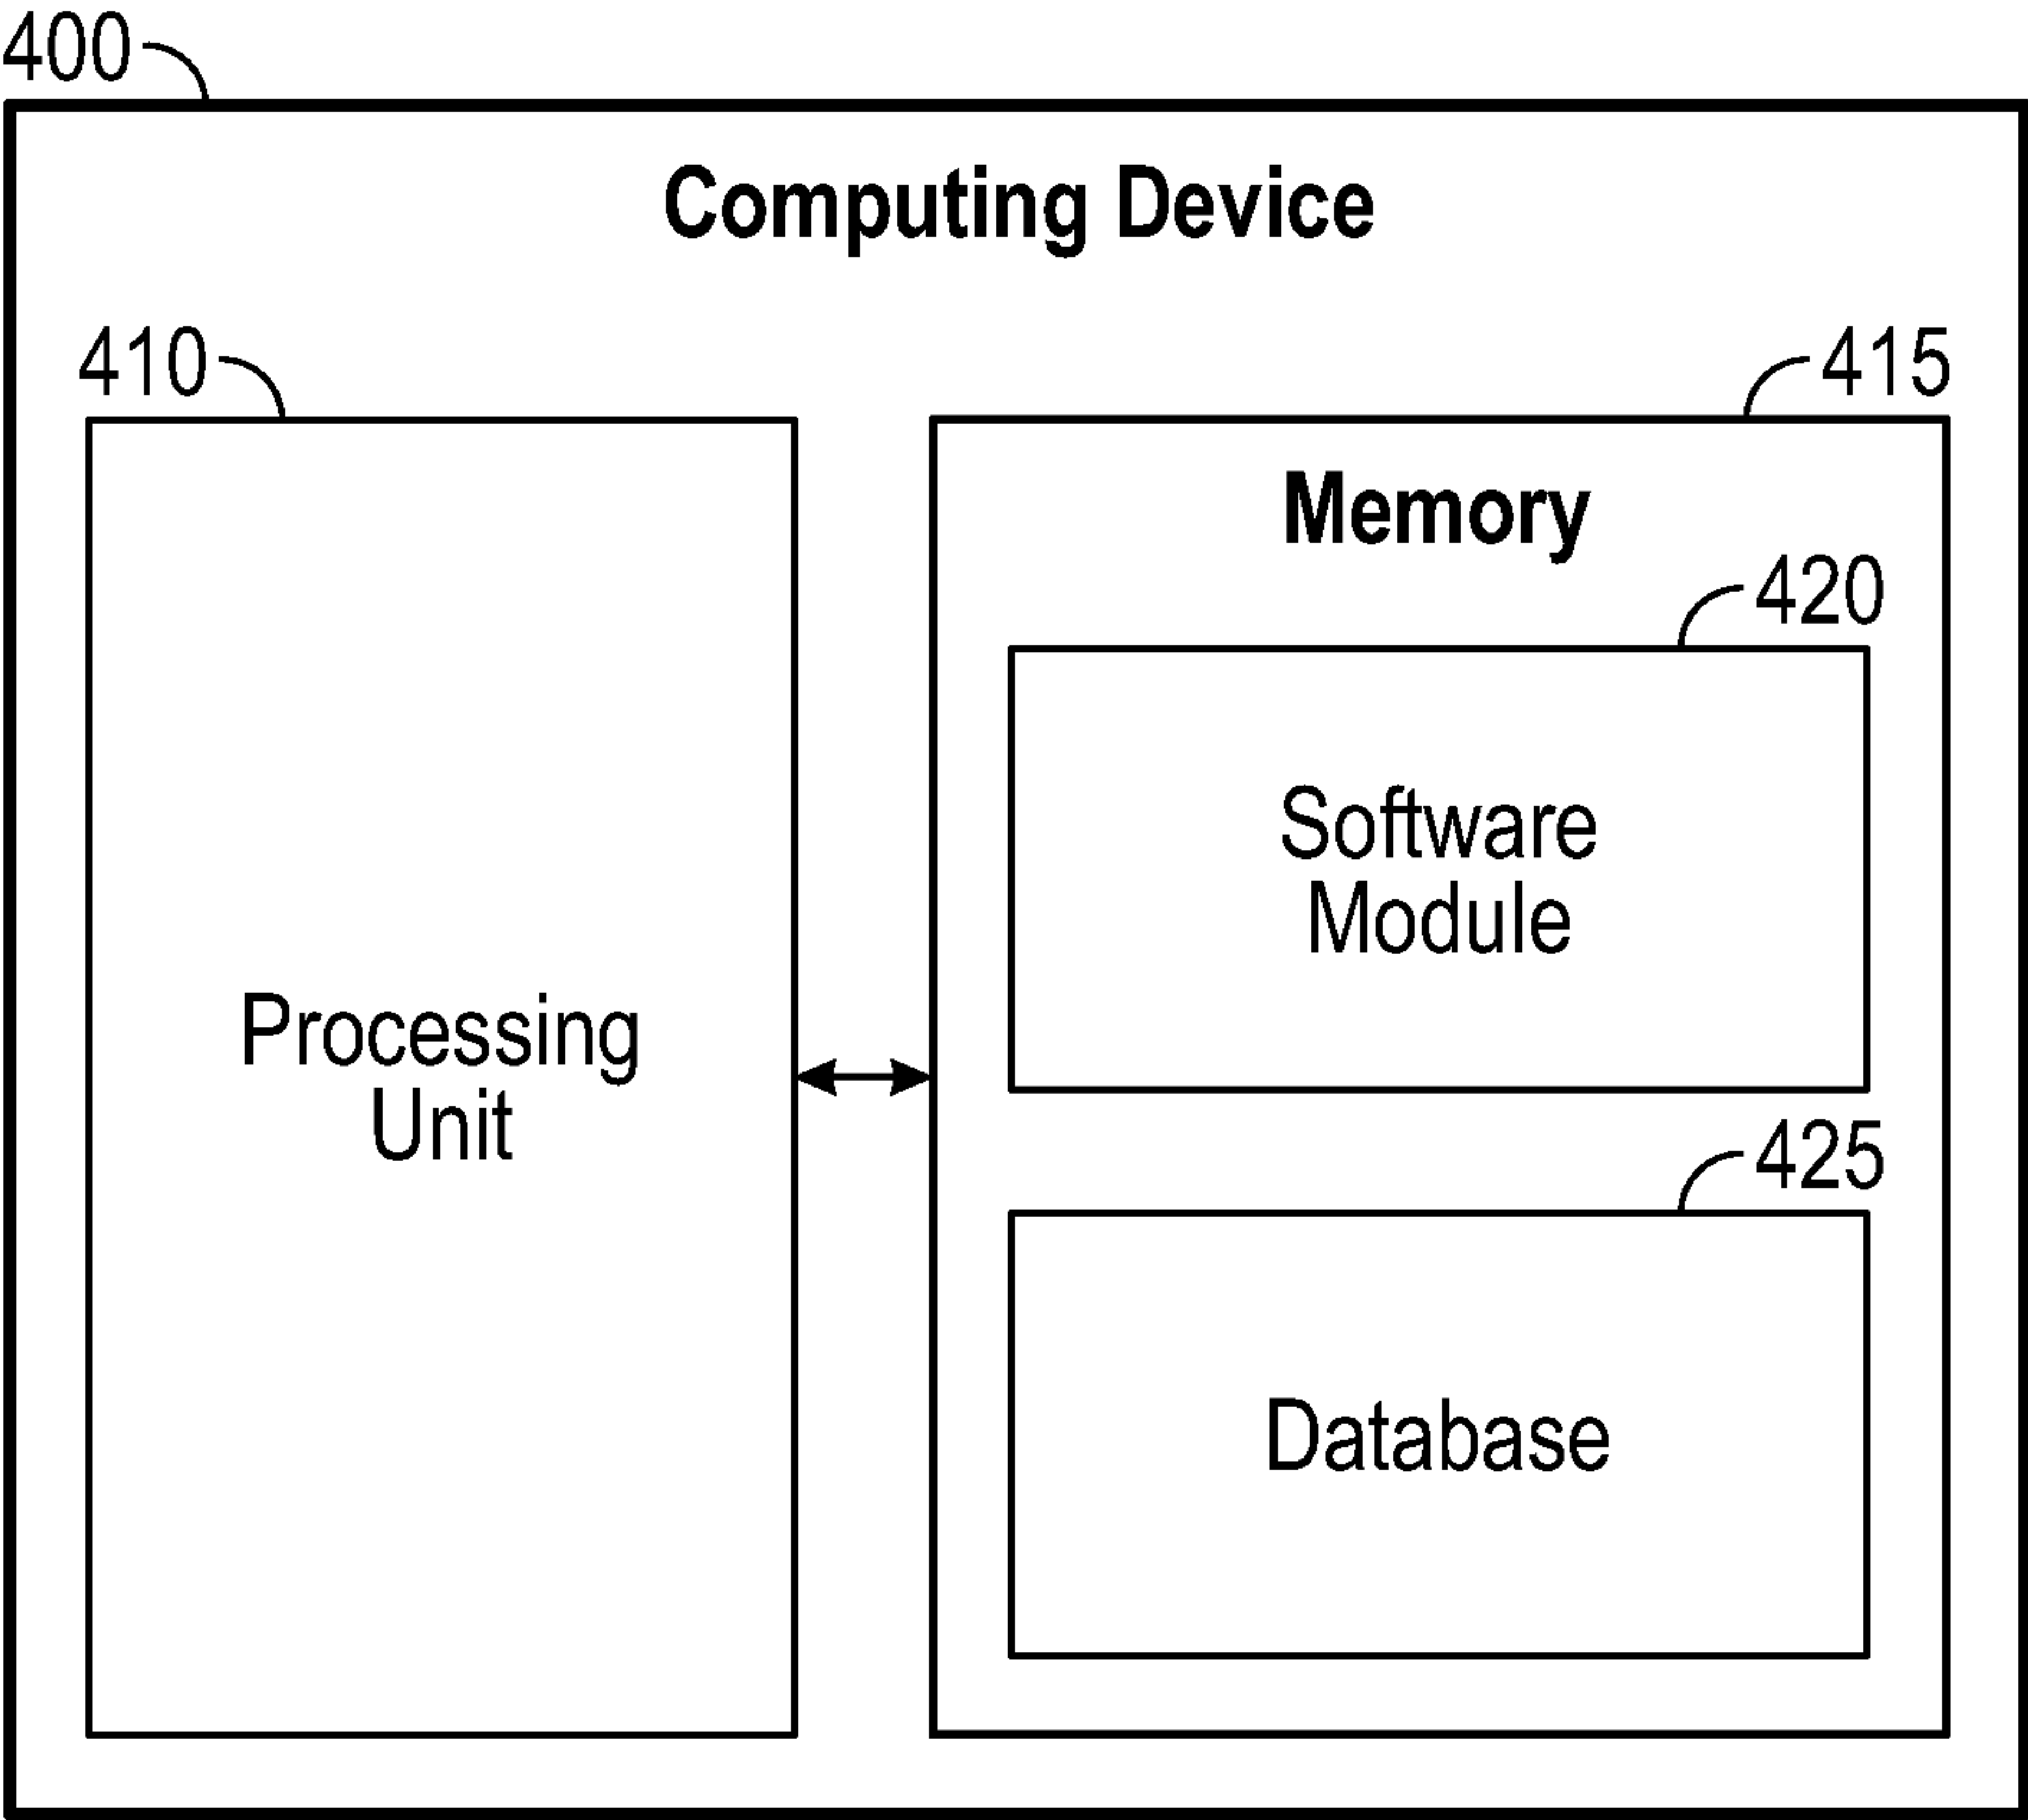 400
Computing Device
410
415
Memory
420
Software
Module
Processing
Unit
425
Database